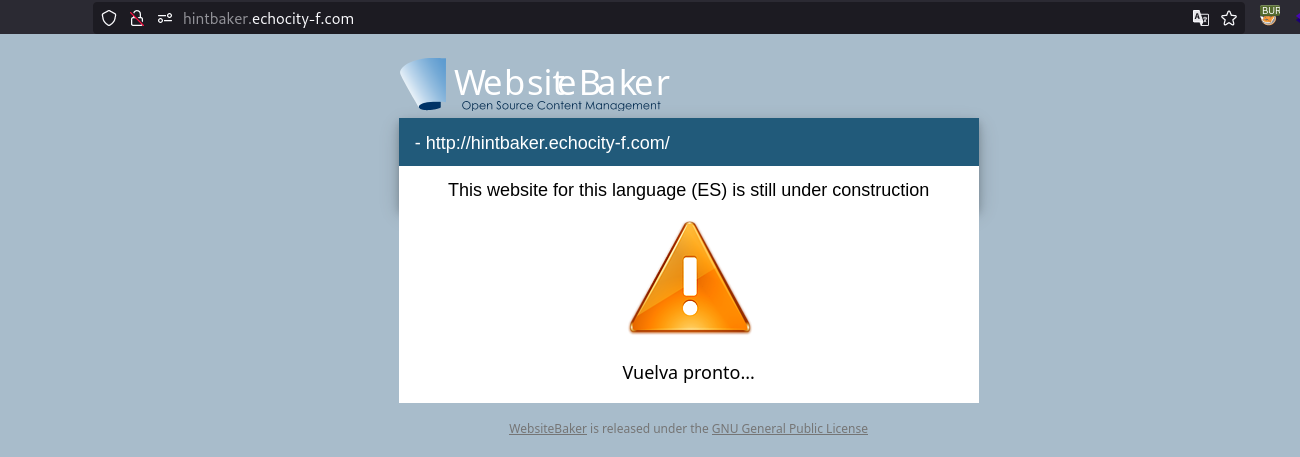 hintbaker.echocity-f.com
BUR
WebsiteBaker
Open Source Content Management
- http://hintbaker.echocity-f.com/
This website for this language (ES) is still under construction
Vuelva pronto...
WebsiteBaker is released under the GNU General Public License